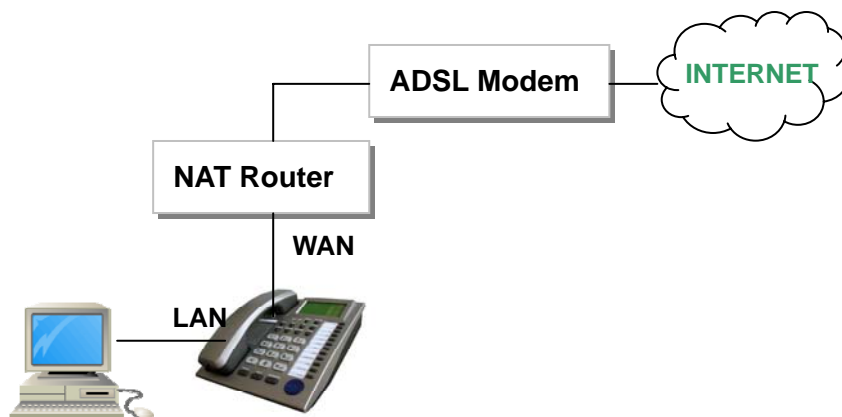 ADSL Modem
INTERNET
NAT Router
WAN
LAN